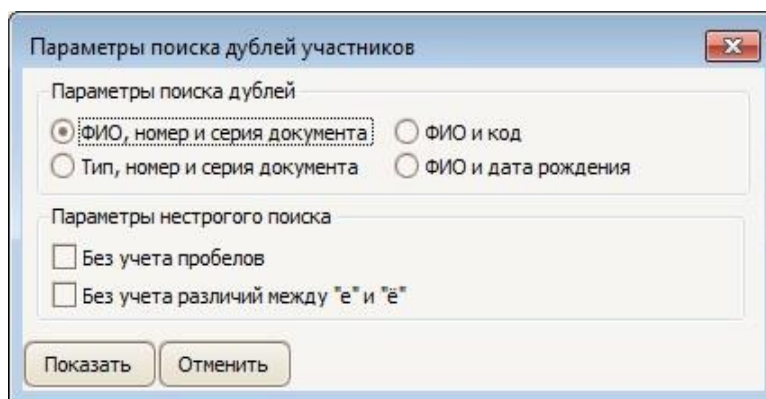 Параметры поиска дублей участников
Параметры поиска дублей
ФИО, номер и серия документа ФИО и код
Тип, номер и серия документа ФИО и дата рождения
Параметры нестрогого поиска
Без учета пробелов
Без учета различий между "е" и "ё"
Показать Отменить